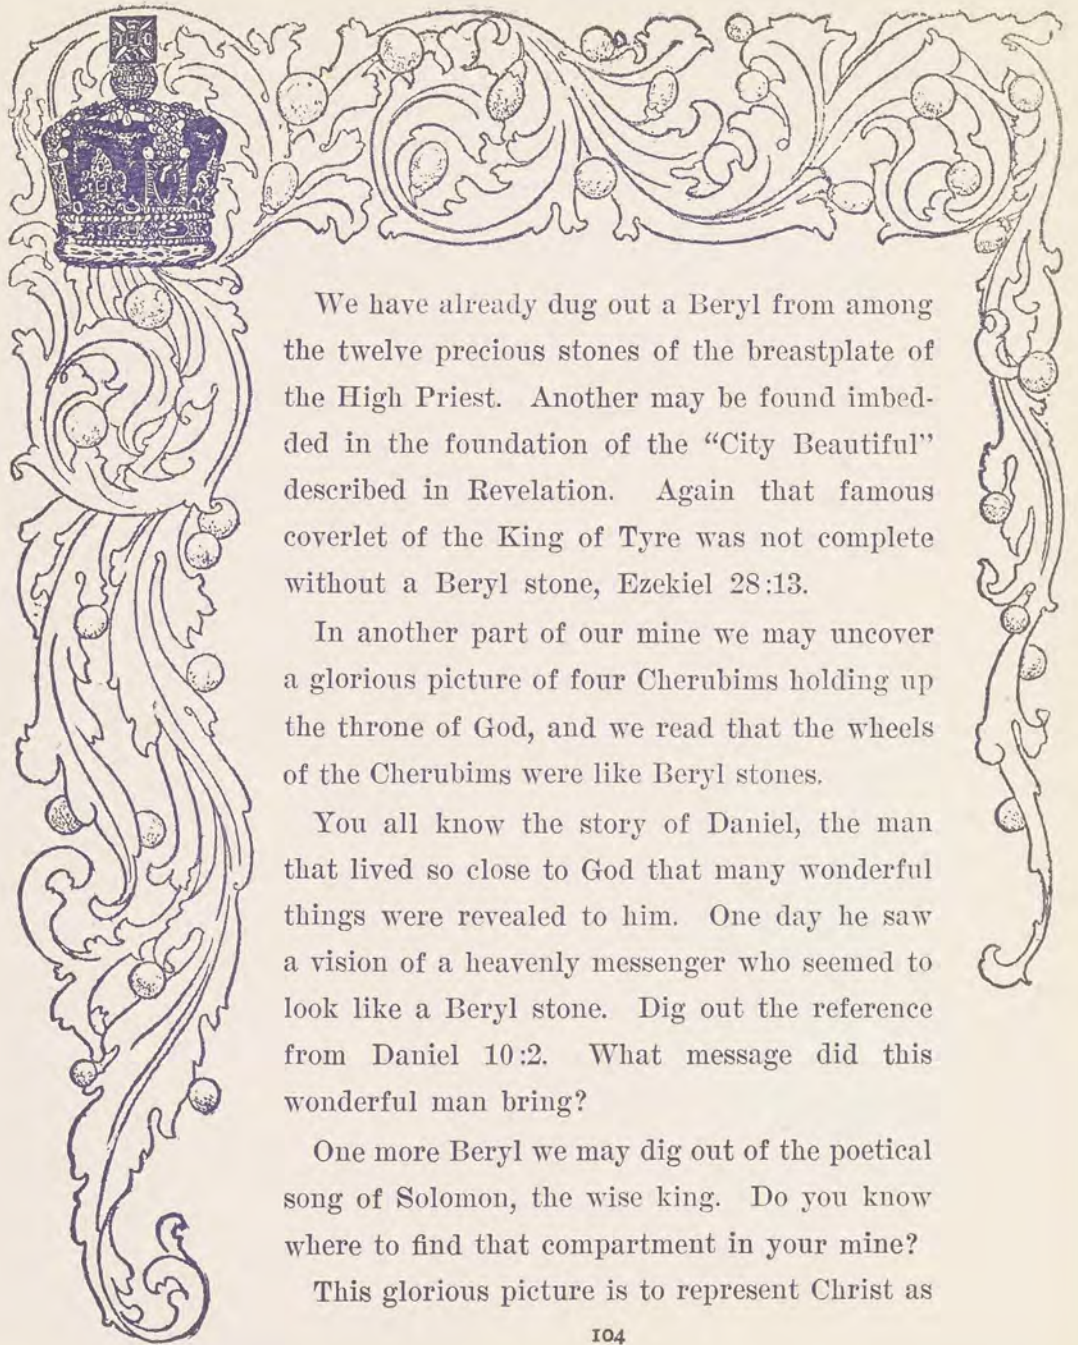 We have already dug out a Beryl from among
the twelve precious stones of the breastplate of
the High Priest. Another may be found imbed-
ded in the foundation of the “City Beautiful”
described in Revelation. Again that famous
coverlet of the King of Tyre was not complete
without a Beryl stone, Ezekiel 28:13.
In another part of our mine we may uncover
a glorious picture of four Cherubims holding up
the throne of God, and we read that the wheels
of the Cherubims were like Beryl stones.
You all know the story of Daniel, the man
that lived so close to God that many wonderful
things were revealed to him. One day he saw
a vision of a heavenly messenger who seemed to
look like a Beryl stone. Dig out the reference
from Daniel 10:2. What message did this
wonderful man bring?
One more Beryl we may dig out of the poetical
song of Solomon, the wise king. Do you know
where to find that compartment in your mine?
This glorious picture is to represent Christ as
104